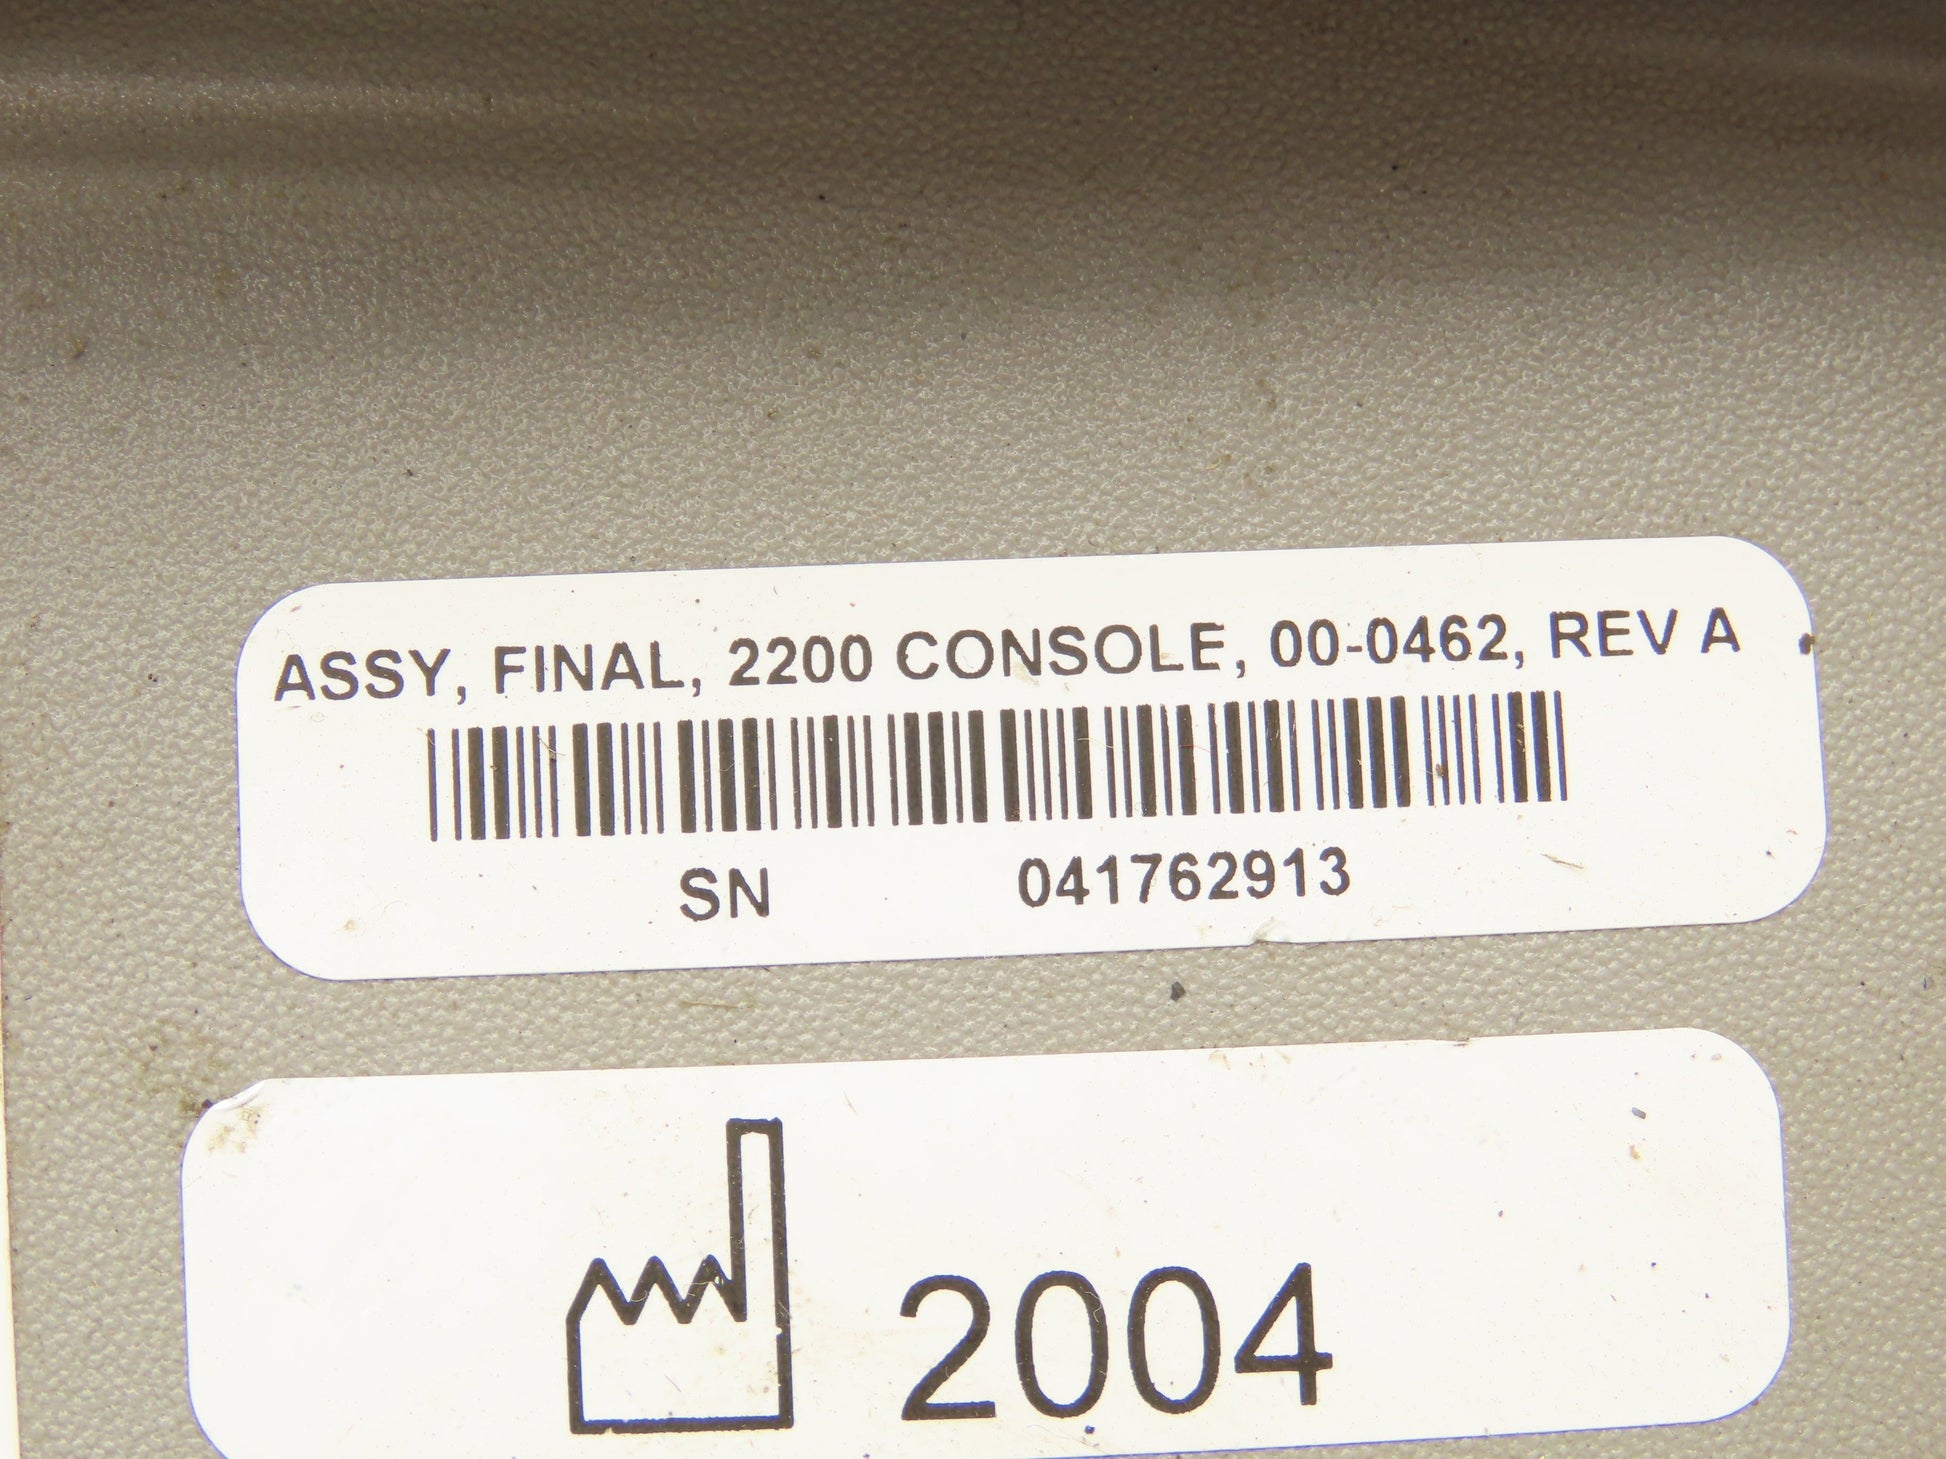 ASSY, FINAL, 2200 CONSOLE, 00-0462, REV A
SN 041762913
2004